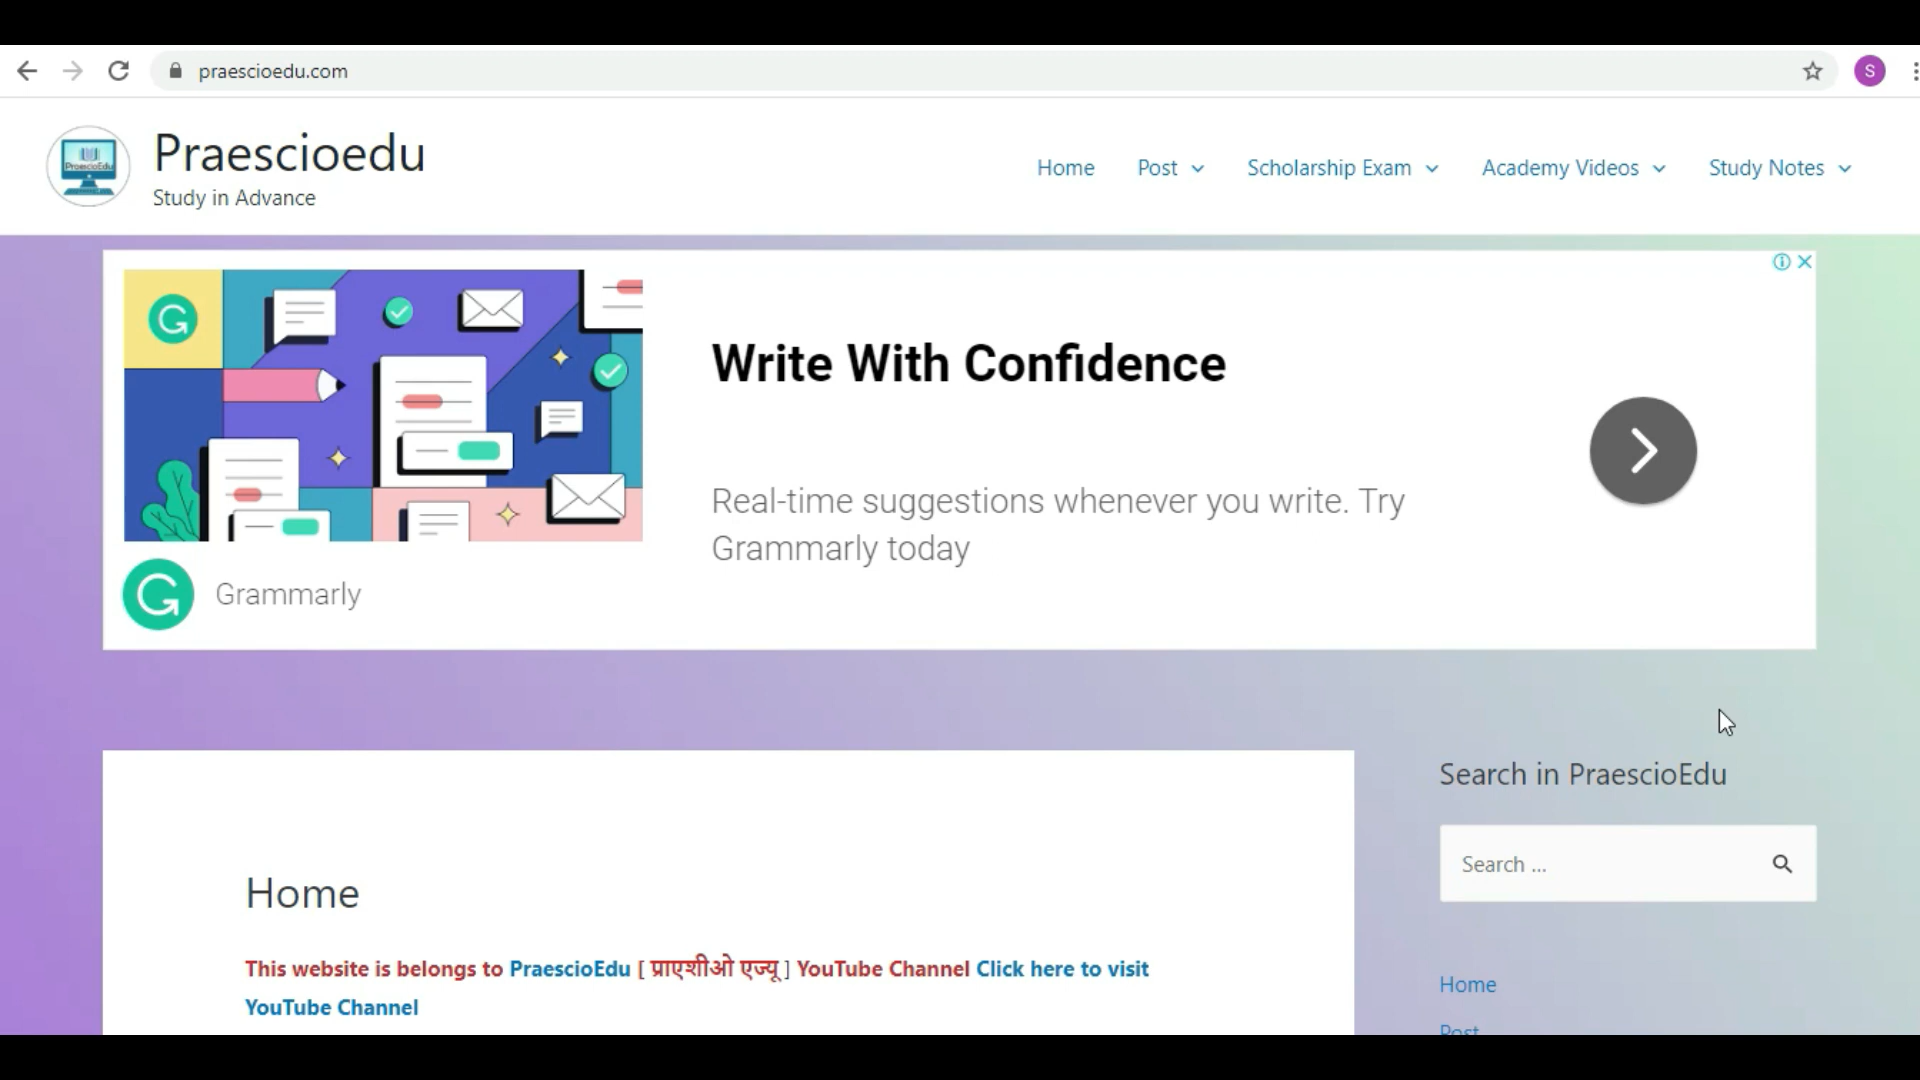 praescioedu.com
S
Praescioedu
Study in Advance
Home
Post
Scholarship Exam
Academy Videos
Study Notes
PraescioEdu
Write With Confidence
Real-time suggestions whenever you write. Try
Grammarly today
Grammarly
Search in PraescioEdu
Search ...
Home
This website is belongs to PraescioEdu [ प्राएशीओ एज्यू ] YouTube Channel Click here to visit
YouTube Channel
Home
Post